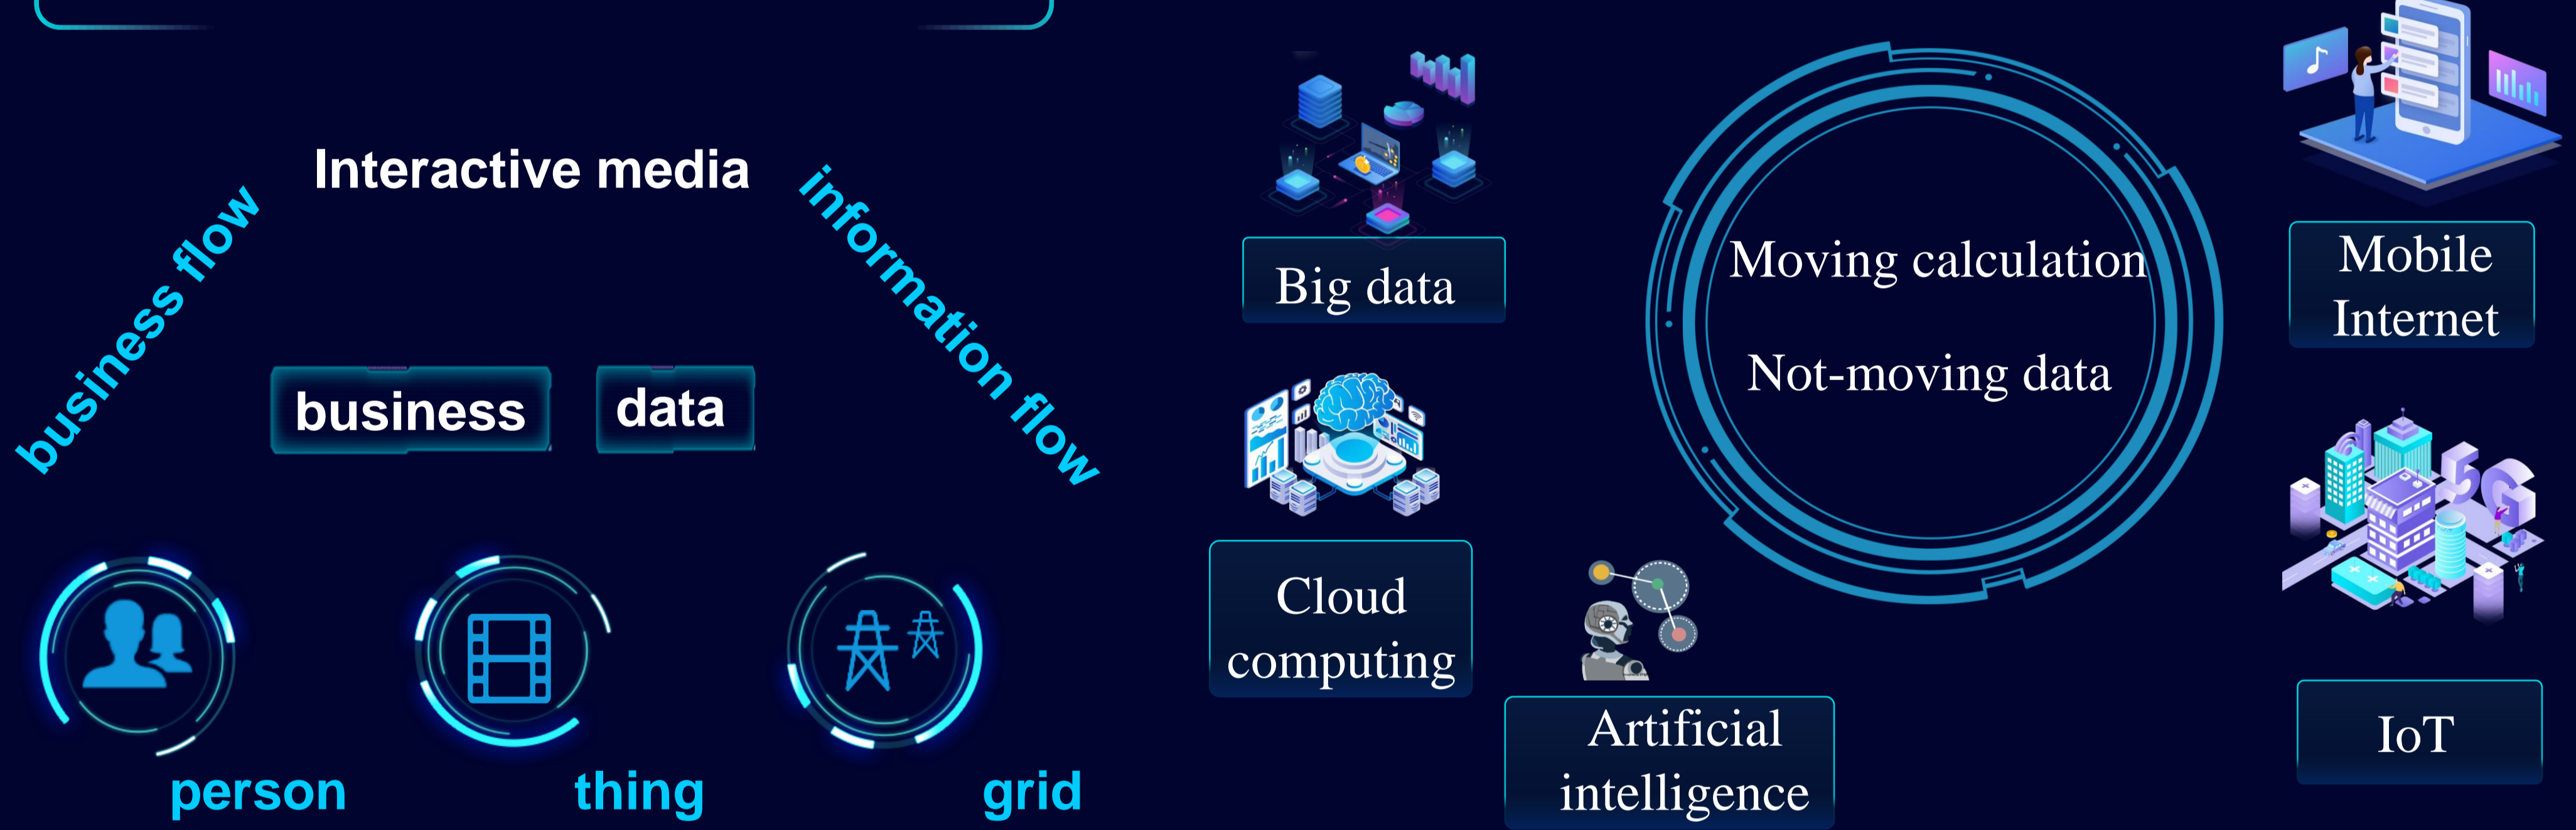 Interactive media
business flow
information flow
business
data
person
thing
grid
Big data
Cloud
computing
Artificial
intelligence
Moving calculation
Not-moving data
Mobile
Internet
5G
IoT